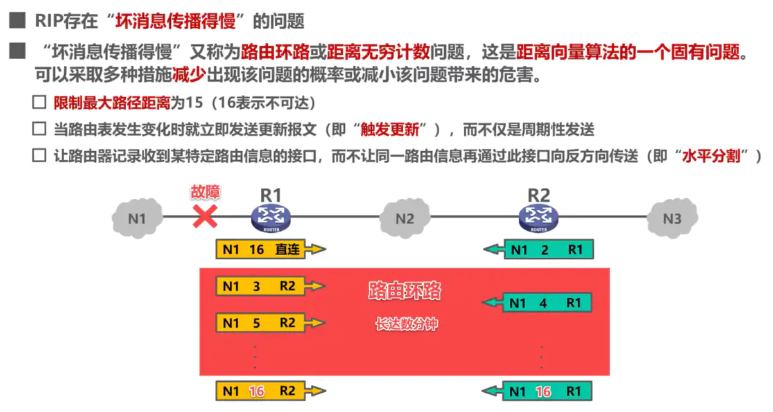 RIP存在“坏消息传播得慢”的问题
“坏消息传播得慢”又称为路由环路或距离无穷计数问题，这是距离向量算法的一个固有问题。
可以采取多种措施减少出现该问题的概率或减小该问题带来的危害。
限制最大路径距离为15（16表示不可达）
当路由表发生变化时就立即发送更新报文（即“触发更新”），而不仅是周期性发送
让路由器记录收到某特定路由信息的接口，而不让同一路由信息再通过此接口向反方向传送（即“水平分割”）
故障 R1 R2
N1 N2 N3
ROUTER ROUTER
N1 16 直连 N1 2 R1
N1 3 R2 路由环路
N1 4 R1
N1 5 R2 长达数分钟
N1 16 R2 N1 16 R1